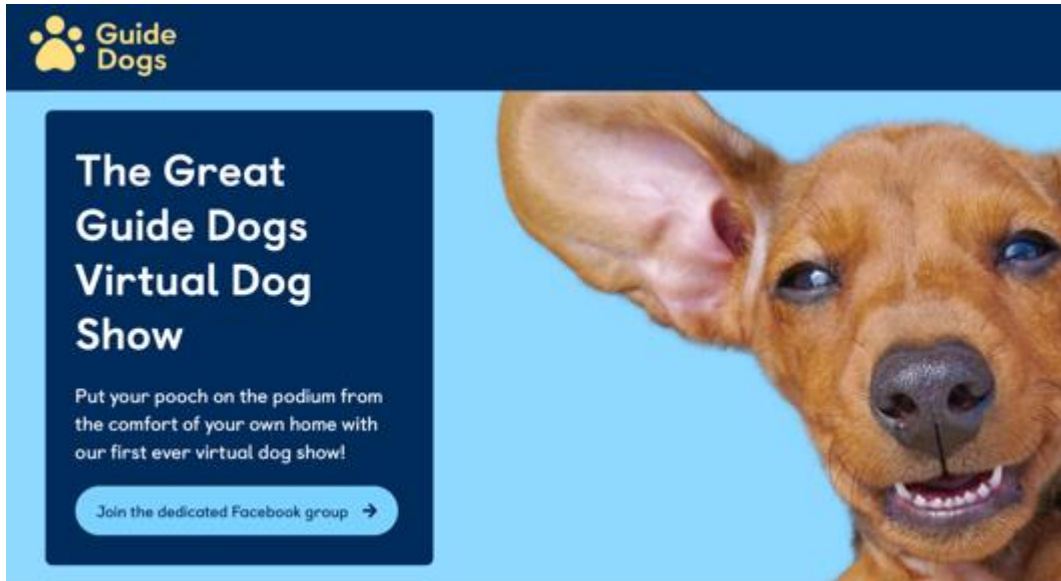 Guide
Dogs
The Great
Guide Dogs
Virtual Dog
Show
Put your pooch on the podium from
the comfort of your own home with
our first ever virtual dog show!
Join the dedicated Facebook group →